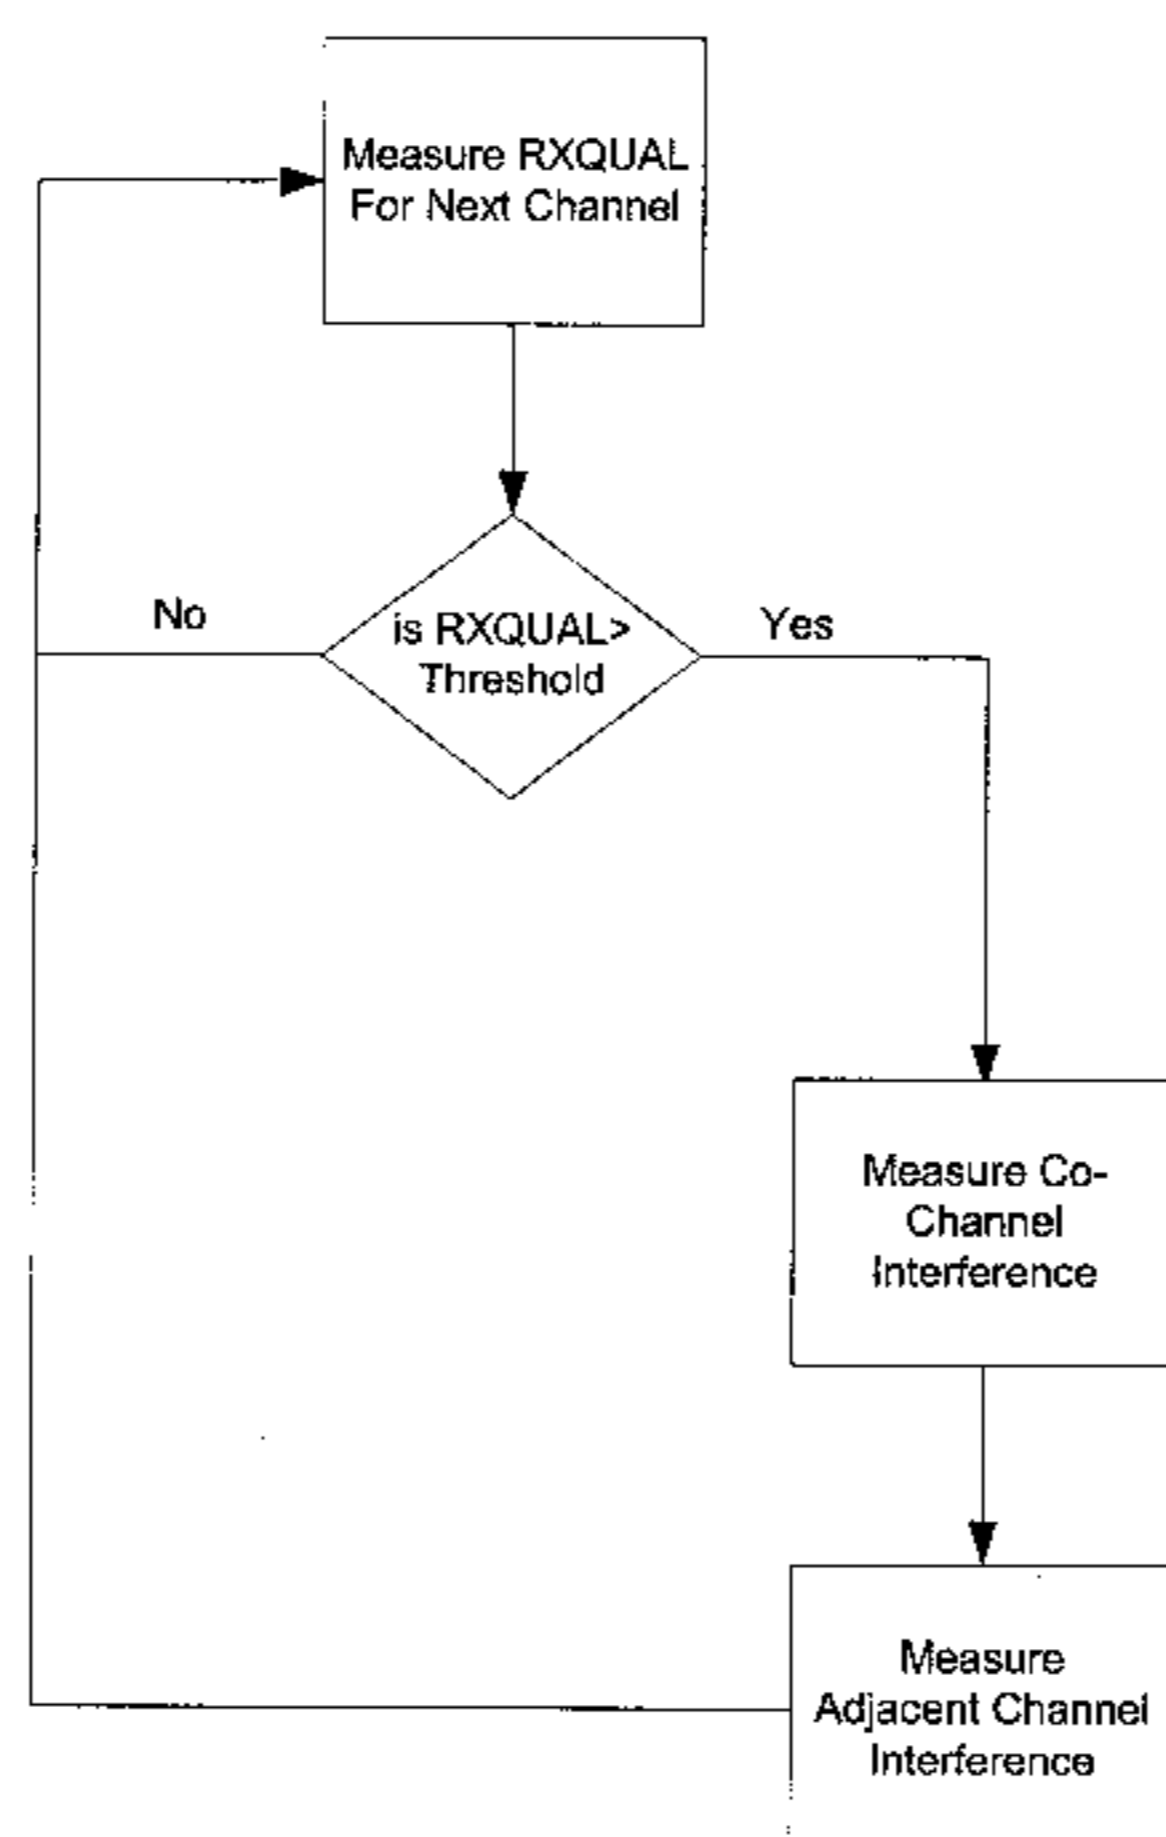 Measure RXQUAL
For Next Channel
No
is RXQUAL>
Threshold
Yes
Measure Co-
Channel
Interference
Measure
Adjacent Channel
Interference